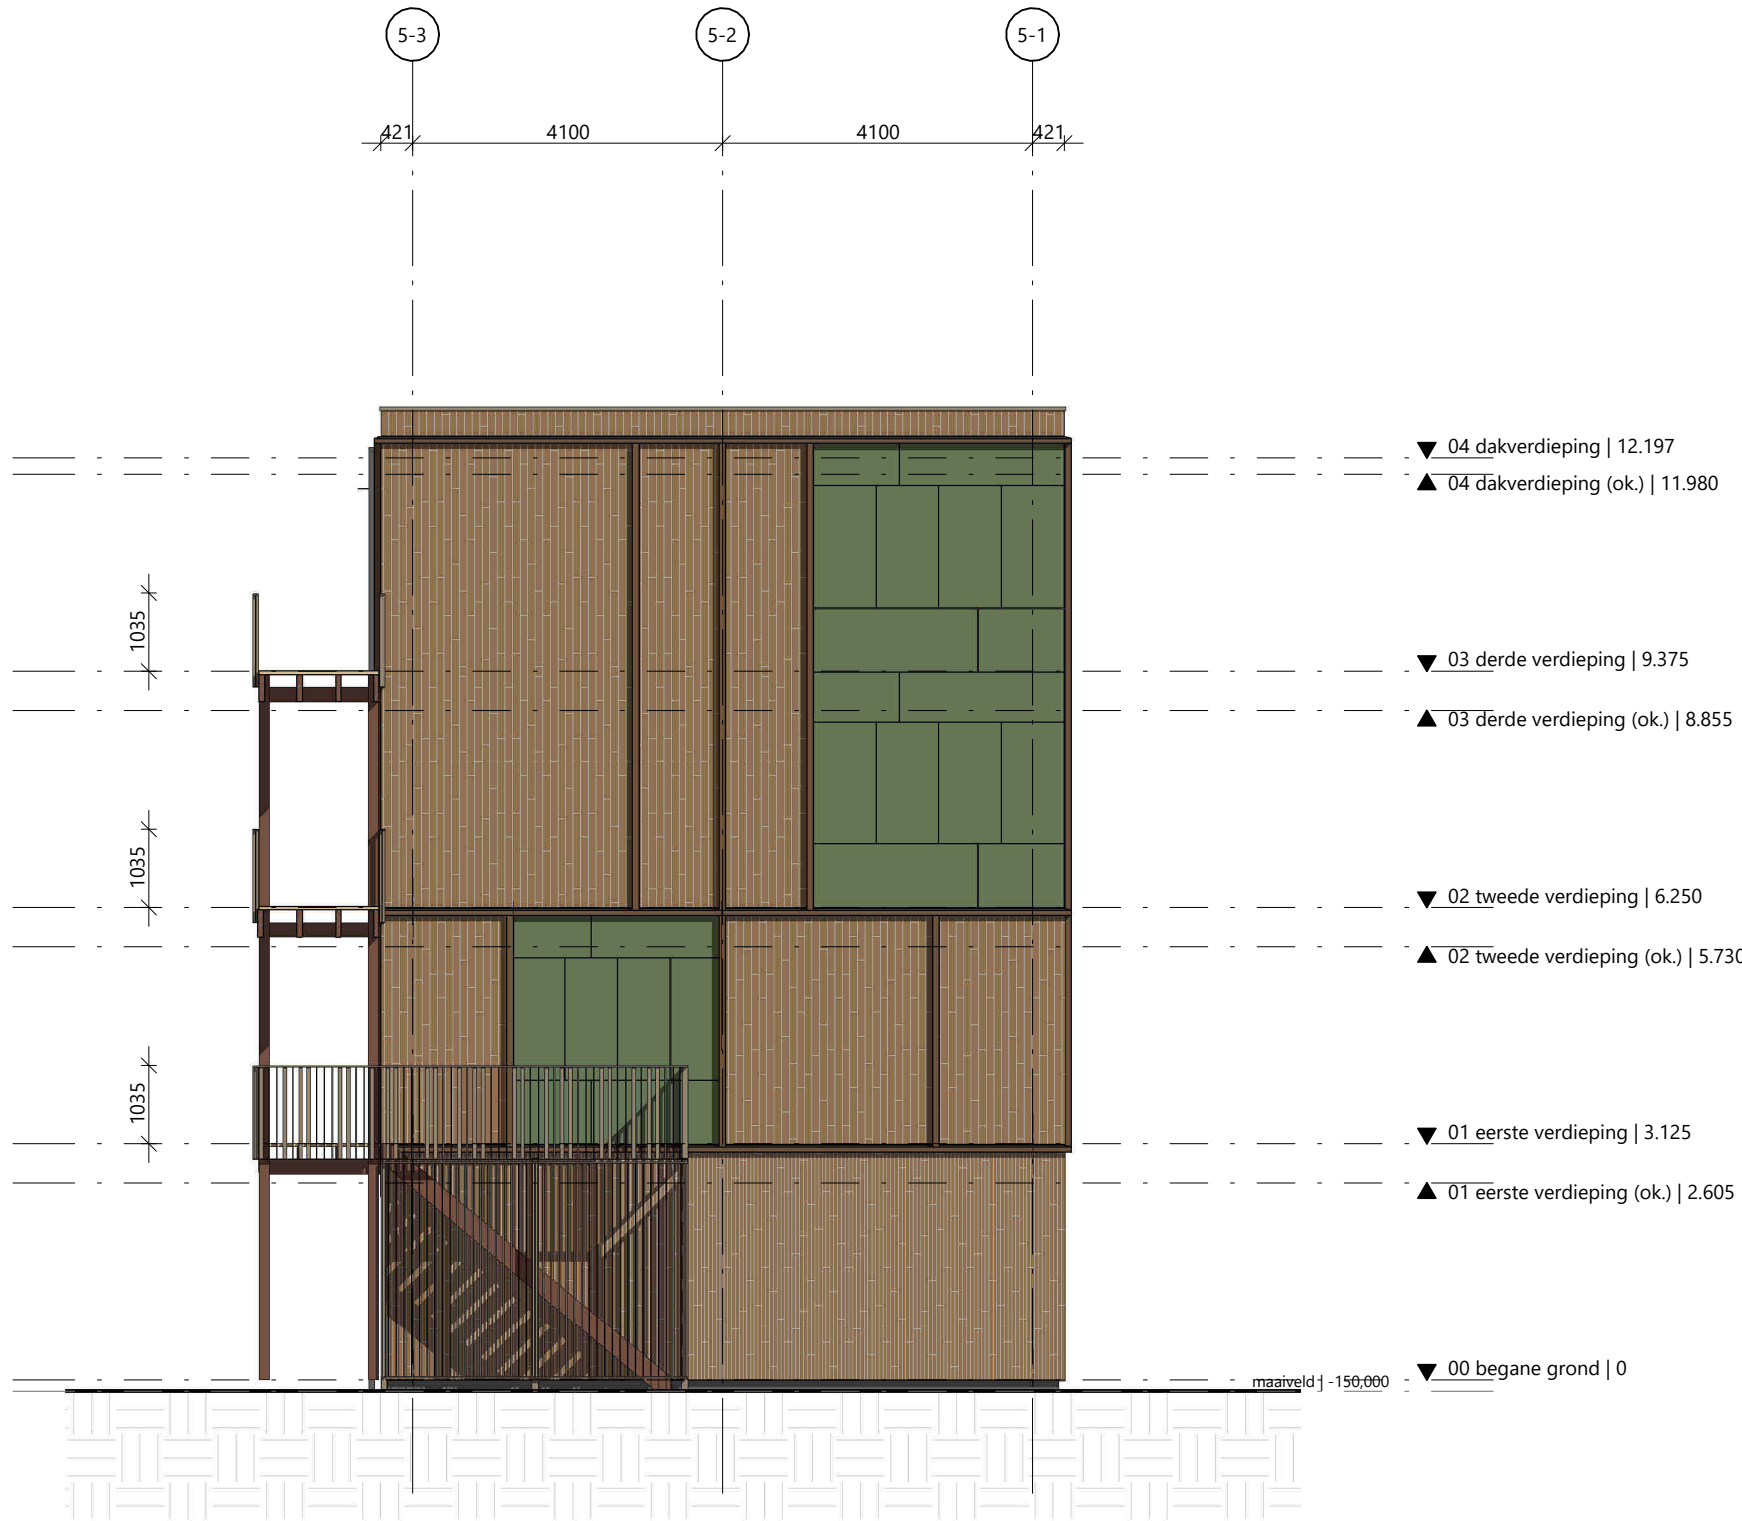 5-3 5-2 5-1
421 4100 4100 421
04 dakverdieping | 12.197
04 dakverdieping (ok.) | 11.980
1035
03 derde verdieping | 9.375
03 derde verdieping (ok.) | 8.855
1035
02 tweede verdieping | 6.250
02 tweede verdieping (ok.) | 5.730
1035
01 eerste verdieping | 3.125
01 eerste verdieping (ok.) | 2.605
00 begane grond | 0
maaiveld | -150,000